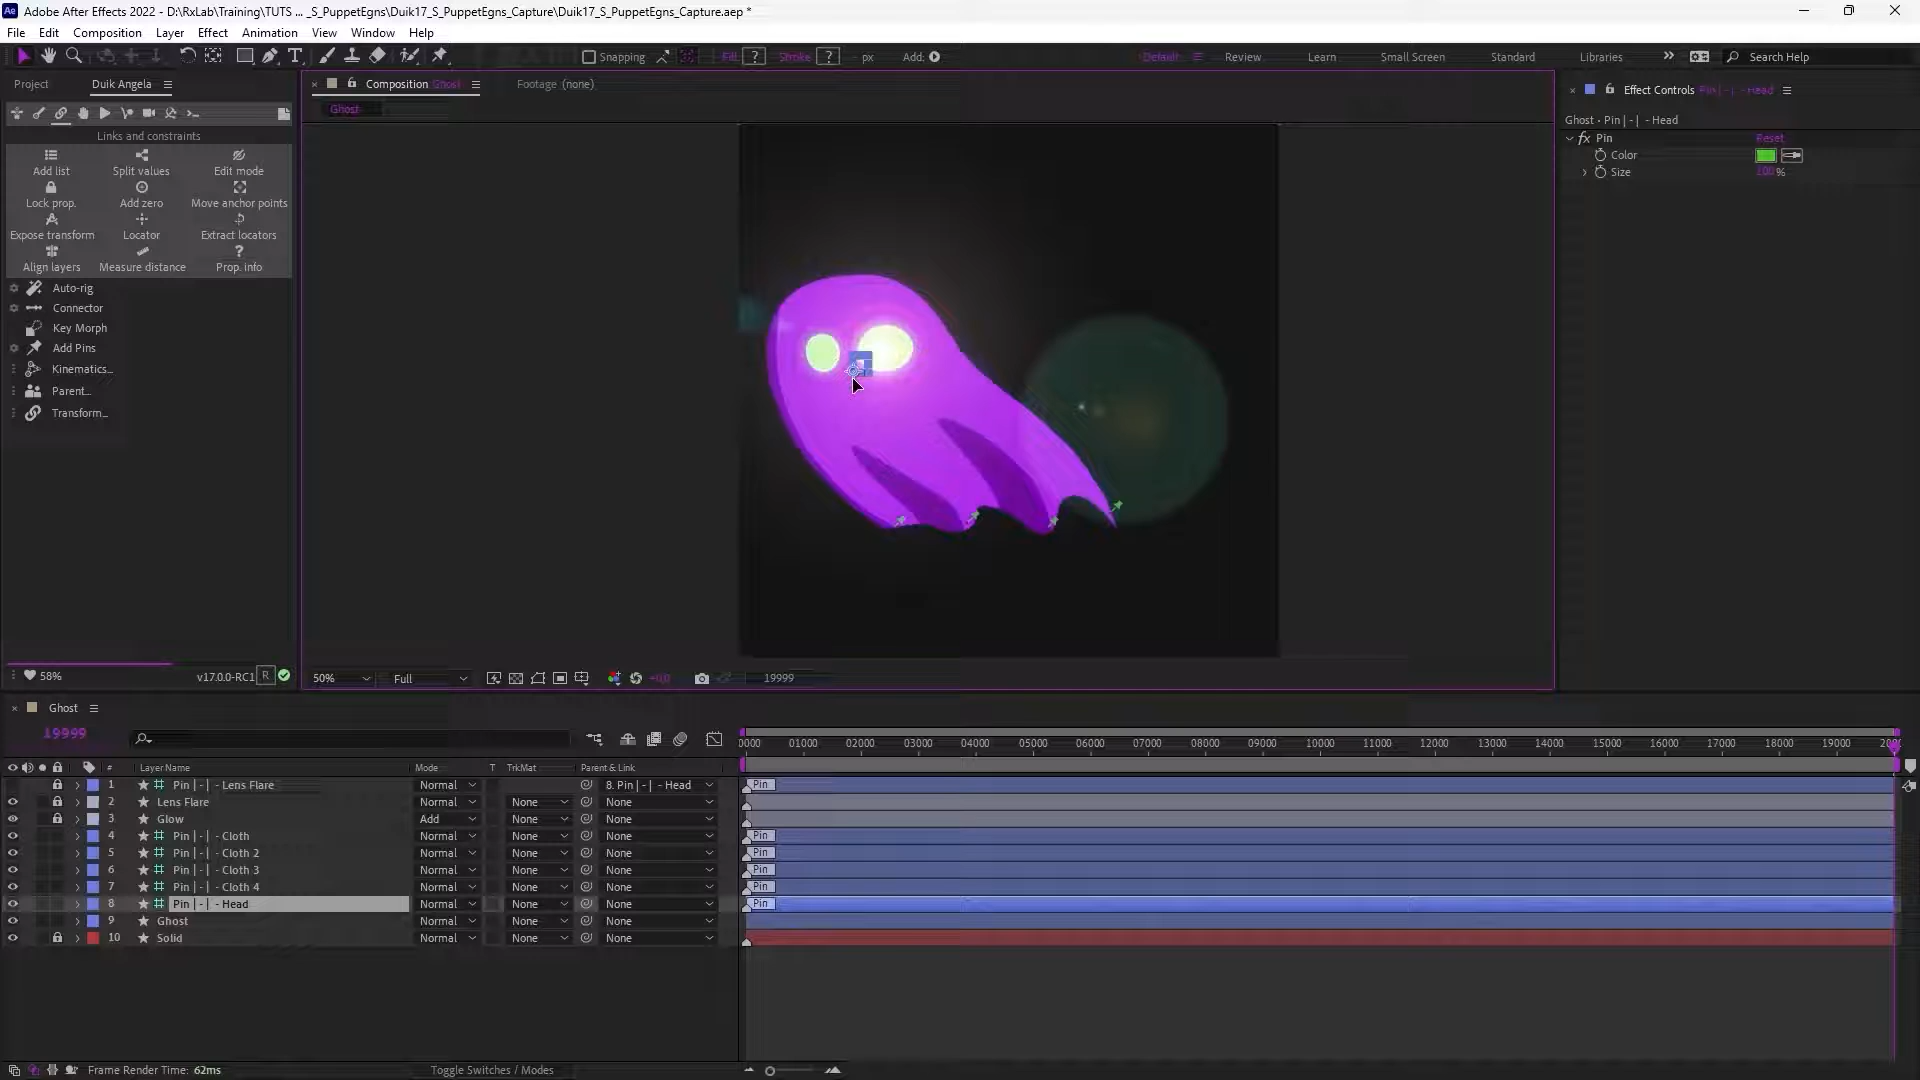 Adobe After Effects 2022 - D:\RxLab\Training\TUTS ... _S_PuppetEgns\Duik17_S_PuppetEgns_Capture\Duik17_S_PuppetEgns_Capture.aep *
File Edit Composition Layer Effect Animation View Window Help
Snapping Fill ? Stroke ? px Add: Default Review Learn Small Screen Standard Libraries Search Help
Project Duik Angela Composition Ghost Footage (none) Effect Controls Pin | - | - Head
Ghost
Ghost • Pin | - | - Head
Links and constraints
Pin Reset
Color
Size 100 %
Add list Split values Edit mode
Lock prop. Add zero Move anchor points
Expose transform Locator Extract locators
Align layers Measure distance Prop. info
Auto-rig
Connector
Key Morph
Add Pins
Kinematics...
Parent...
Transform...
58% v17.0.0-RC1 R
50% Full +0,0 19999
Ghost
19999
0000 01000 02000 03000 04000 05000 06000 07000 08000 09000 10000 11000 12000 13000 14000 15000 16000 17000 18000 19000
# Layer Name Mode T TrkMat Parent & Link
1 Pin | - | - Lens Flare Normal 8. Pin | - | - Head Pin
2 Lens Flare Normal None None
3 Glow Add None None
4 Pin | - | - Cloth Normal None None Pin
5 Pin | - | - Cloth 2 Normal None None Pin
6 Pin | - | - Cloth 3 Normal None None Pin
7 Pin | - | - Cloth 4 Normal None None Pin
8 Pin | - | - Head Normal None None Pin
9 Ghost Normal None None
10 Solid Normal None None
Frame Render Time: 62ms Toggle Switches / Modes